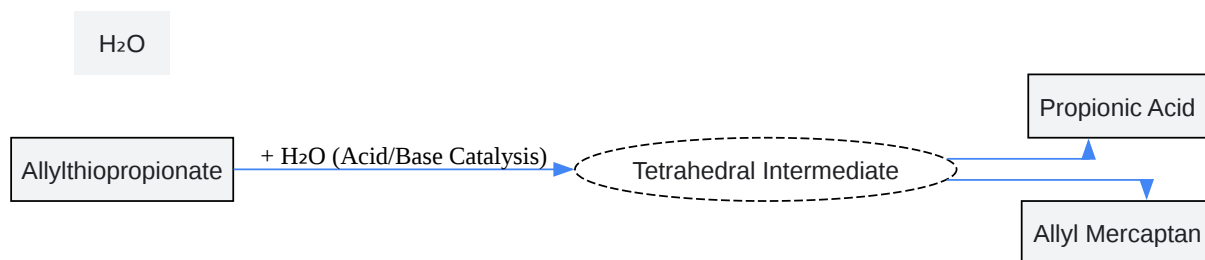 H₂O
Allylthiopropionate
+ H₂O (Acid/Base Catalysis)
Tetrahedral Intermediate
Propionic Acid
Allyl Mercaptan